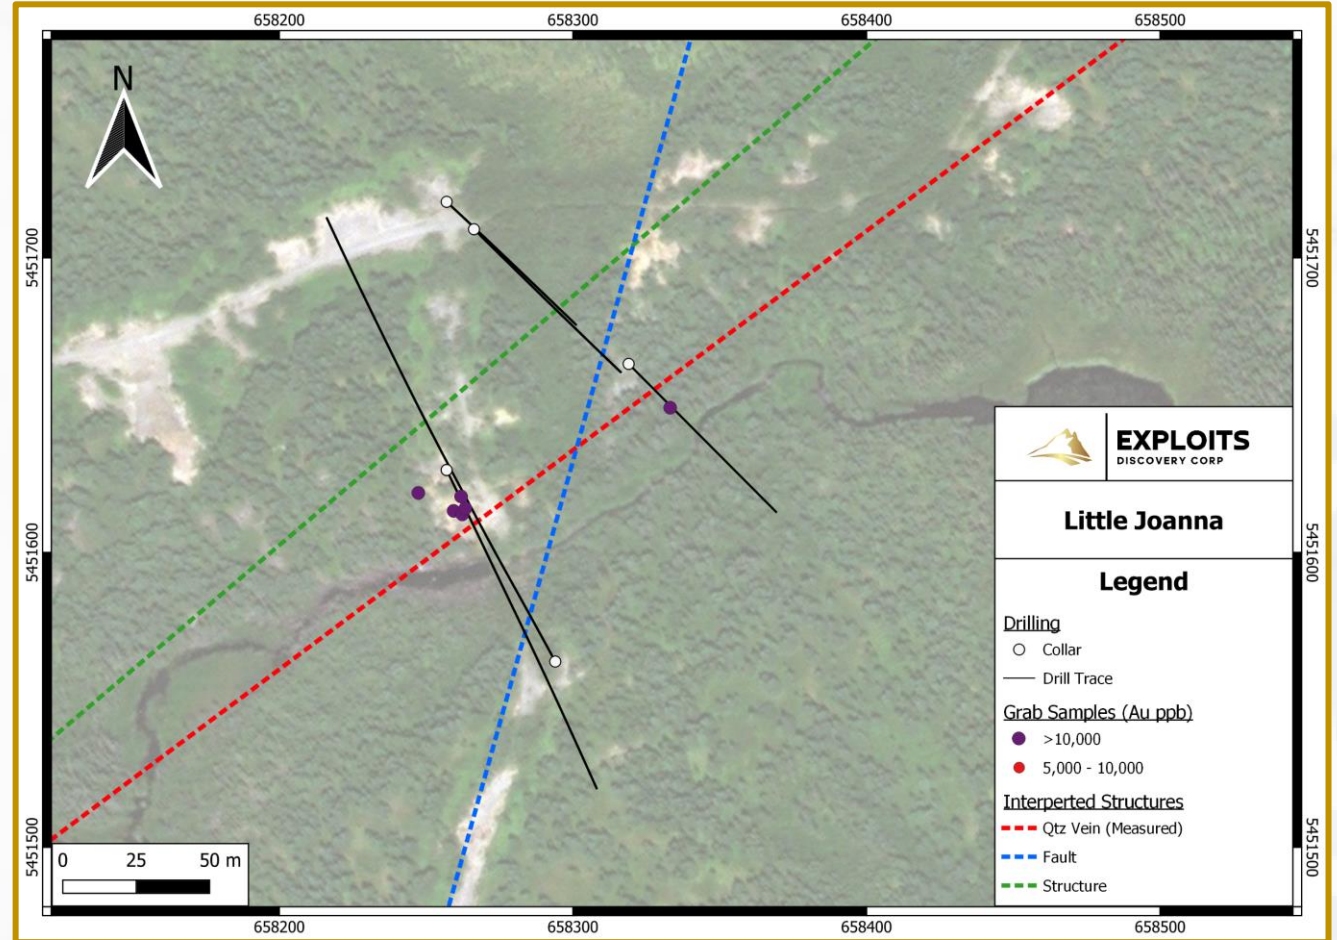 658200
658300
658400
658500
N
5451700
5451700
5451600
5451600
5451500
5451500
EXPLOITS
DISCOVERY CORP
Little Joanna
Legend
Drilling
Collar
Drill Trace
Grab Samples (Au ppb)
>10,000
5,000 - 10,000
Interperted Structures
Qtz Vein (Measured)
Fault
Structure
0 25 50 m
658200
658300
658400
658500